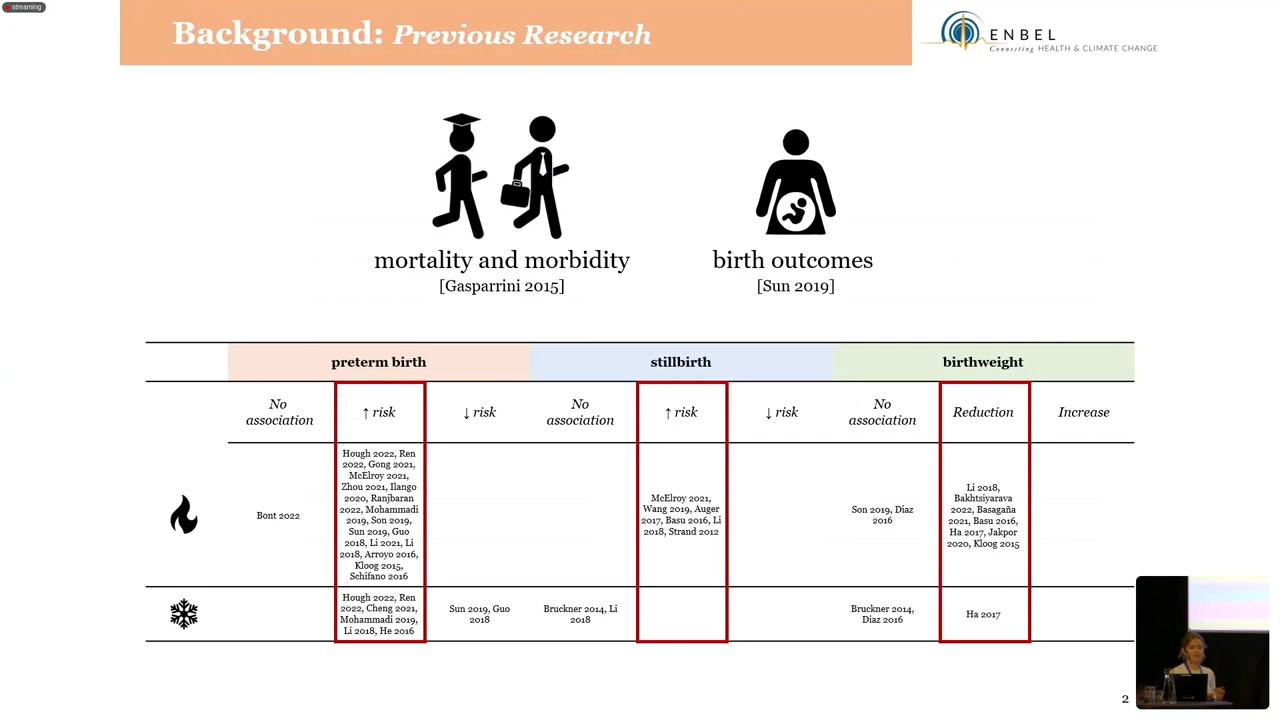 streaming
Background: Previous Research
ENBEL
Connecting HEALTH & CLIMATE CHANGE
mortality and morbidity
[Gasparrini 2015]
birth outcomes
[Sun 2019]
preterm birth
stillbirth
birthweight
No
association
↑ risk
↓ risk
No
association
↑ risk
↓ risk
No
association
Reduction
Increase
Bont 2022
Hough 2022, Ren
2022, Gong 2021,
McElroy 2021,
Zhou 2021, Ilango
2020, Ranjbaran
2022, Mohammadi
2019, Son 2019,
Sun 2019, Guo
2018, Li 2021, Li
2018, Arroyo 2016,
Kloog 2015,
Schifano 2016
McElroy 2021,
Wang 2019, Auger
2017, Basu 2016, Li
2018, Strand 2012
Son 2019, Diaz
2016
Li 2018,
Bakhtsiyarava
2022, Basagaña
2021, Basu 2016,
Ha 2017, Jakpor
2020, Kloog 2015
Hough 2022, Ren
2022, Cheng 2021,
Mohammadi 2019,
Li 2018, He 2016
Sun 2019, Guo
2018
Bruckner 2014, Li
2018
Bruckner 2014,
Diaz 2016
Ha 2017
2